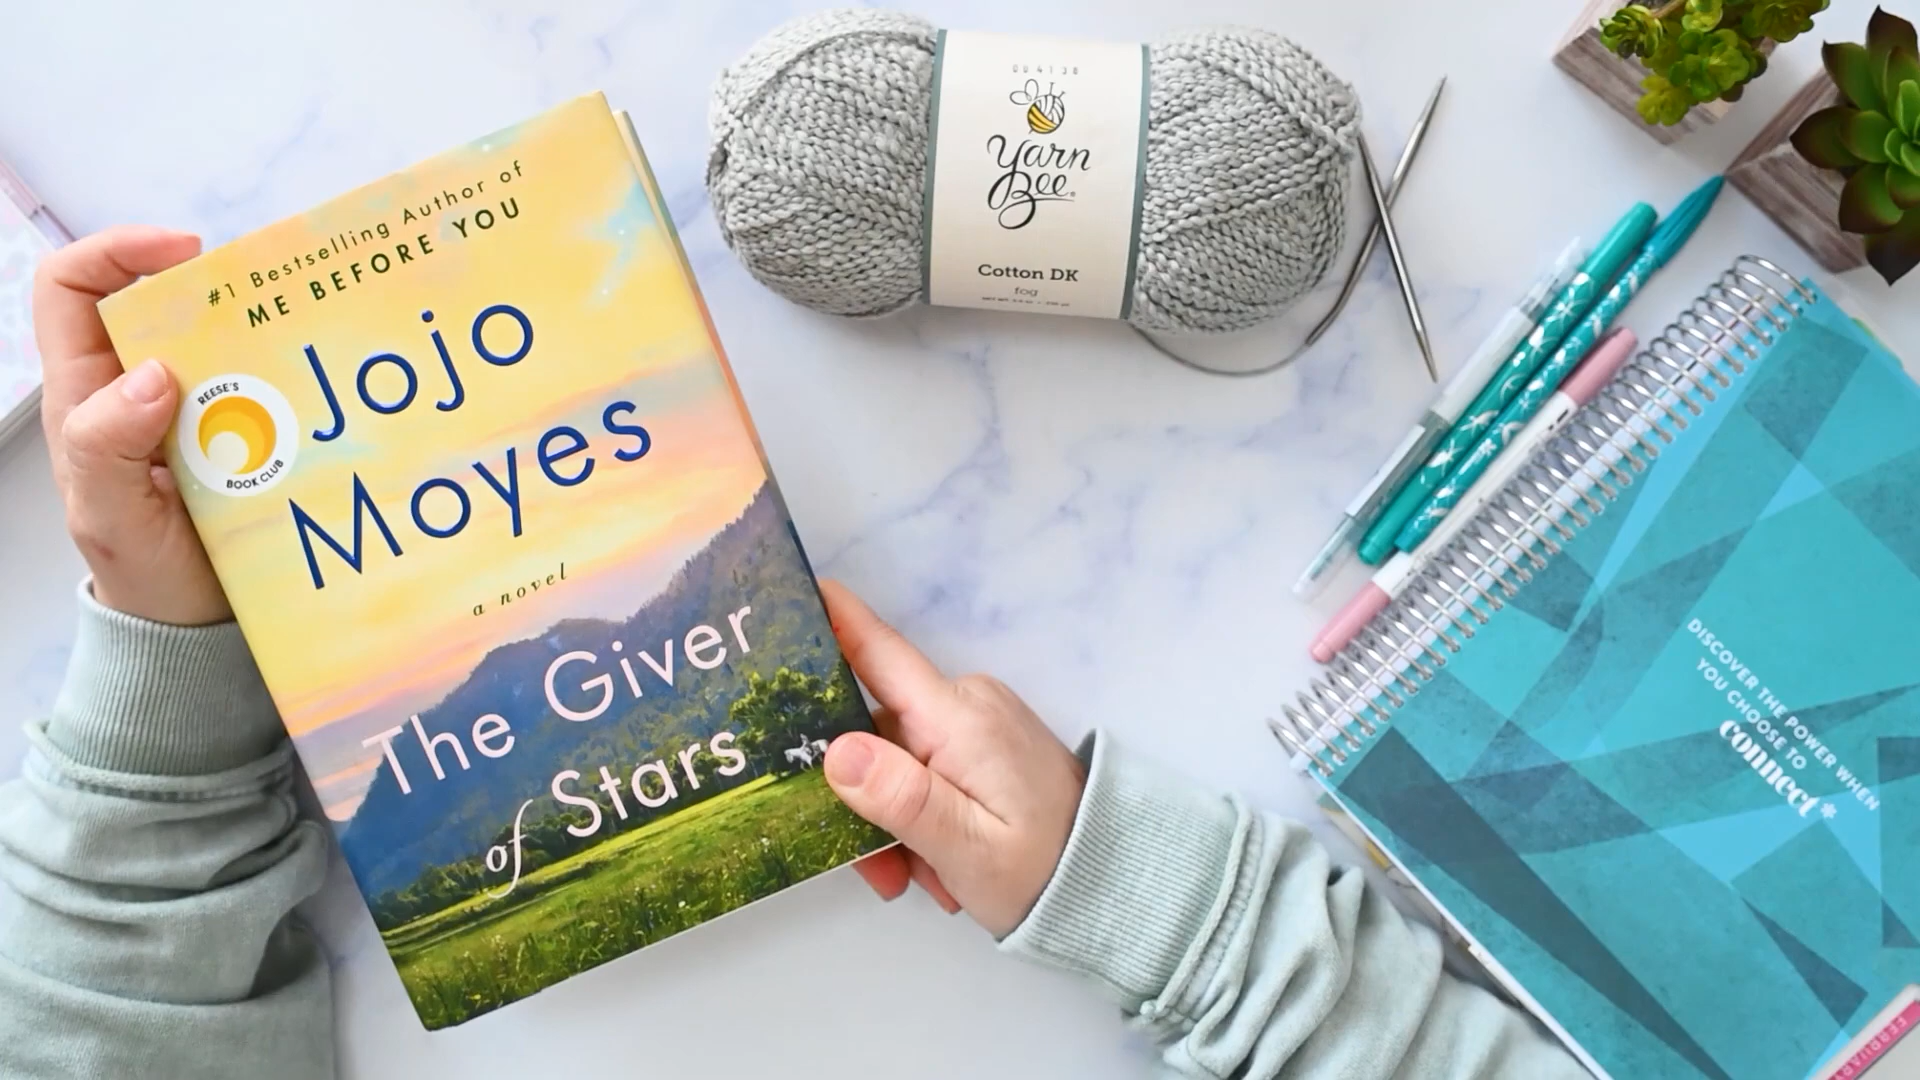 #1 Bestselling Author of
ME BEFORE YOU
Jojo
Moyes
REESE'S
BOOK CLUB
a novel
The Giver
of Stars
Yarn
Bee
Cotton DK
fog
DISCOVER THE POWER WHEN
YOU CHOOSE TO
connect*
FEBRUARY